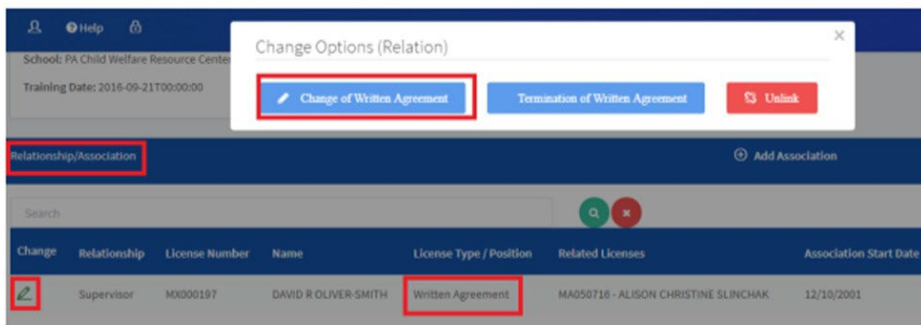 Help
Change Options (Relation)
School: PA Child Welfare Resource Center
Training Date: 2016-09-21T00:00:00
Change of Written Agreement
Termination of Written Agreement
Unlink
Relationship/Association
Add Association
Search
Change Relationship License Number Name License Type / Position Related Licenses Association Start Date
Supervisor MX000197 DAVID R OLIVER-SMITH Written Agreement MA050716 - ALISON CHRISTINE SLINCHAK 12/10/2001